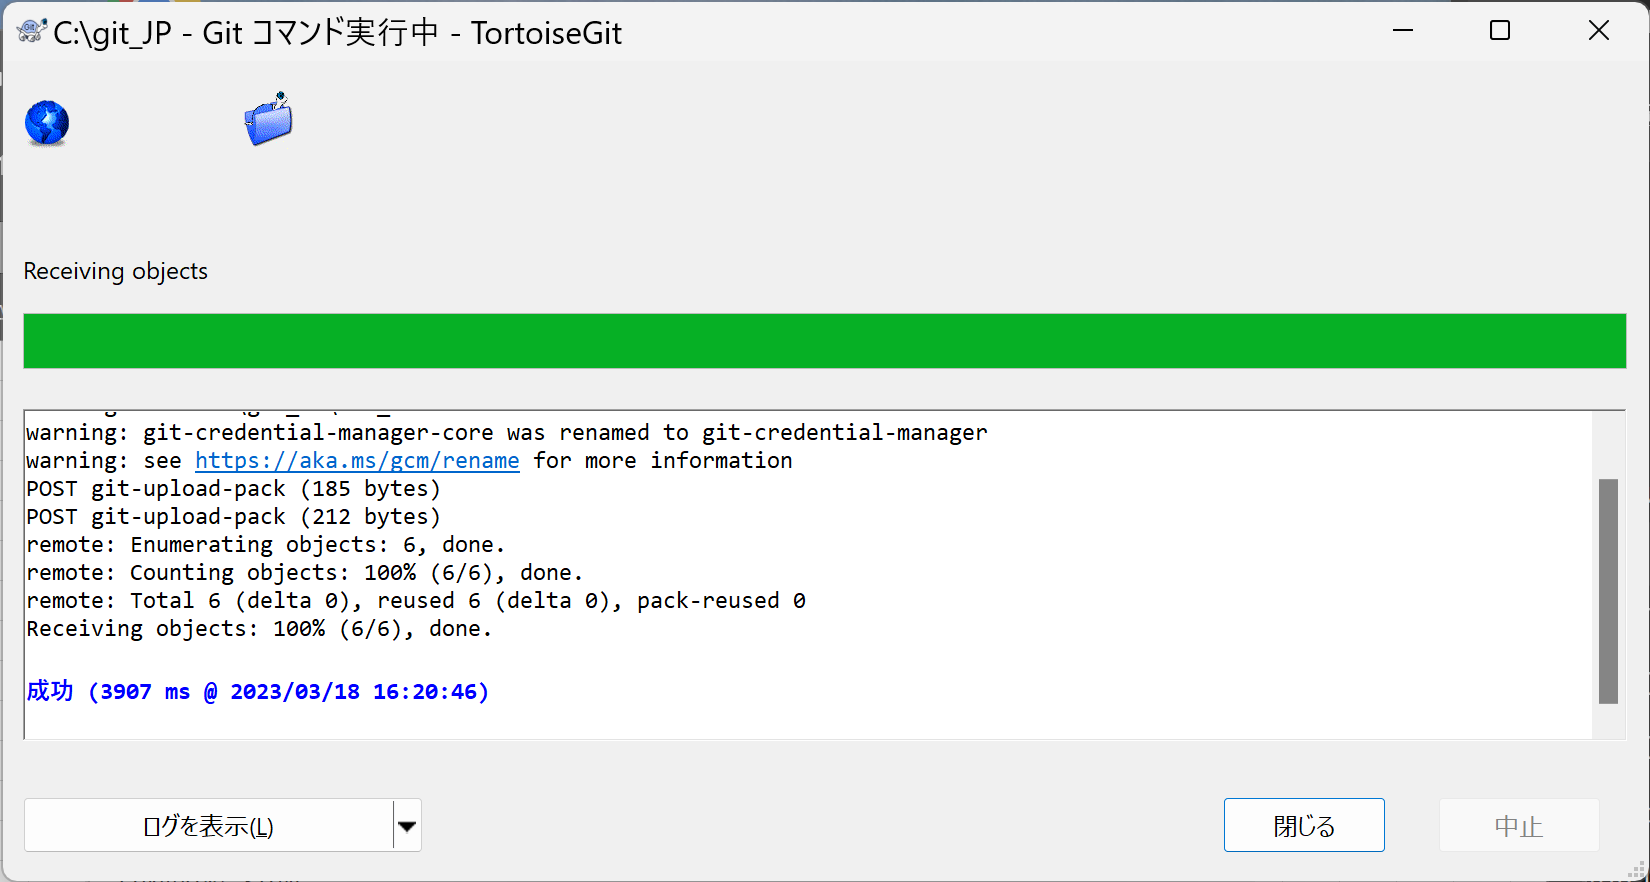 C:\git_JP - Git コマンド実行中 - TortoiseGit
Receiving objects
warning: git-credential-manager-core was renamed to git-credential-manager
warning: see https://aka.ms/gcm/rename for more information
POST git-upload-pack (185 bytes)
POST git-upload-pack (212 bytes)
remote: Enumerating objects: 6, done.
remote: Counting objects: 100% (6/6), done.
remote: Total 6 (delta 0), reused 6 (delta 0), pack-reused 0
Receiving objects: 100% (6/6), done.
成功 (3907 ms @ 2023/03/18 16:20:46)
ログを表示(L)
閉じる
中止